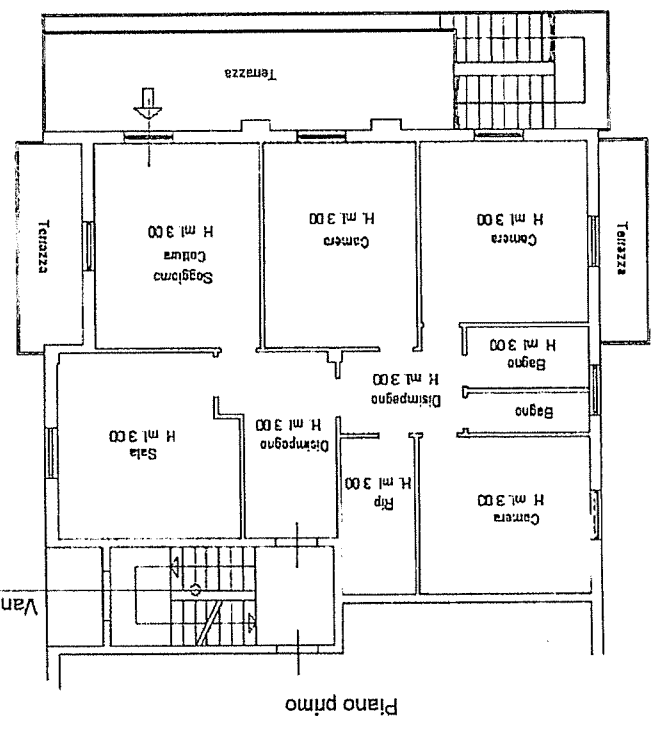 Piano primo
Van
Camera
H ml. 3.00
Rip
H. ml 3.00
Disimpegno
H ml. 3.00
Sala
H ml. 3.00
Bagno
Bagno
H ml. 3.00
Disimpegno
H ml. 3.00
Terrazza
Camera
H ml. 3.00
Camera
H. ml. 3.00
Soggiorno
Cottura
H ml 3.00
Terrazza
Terrazza